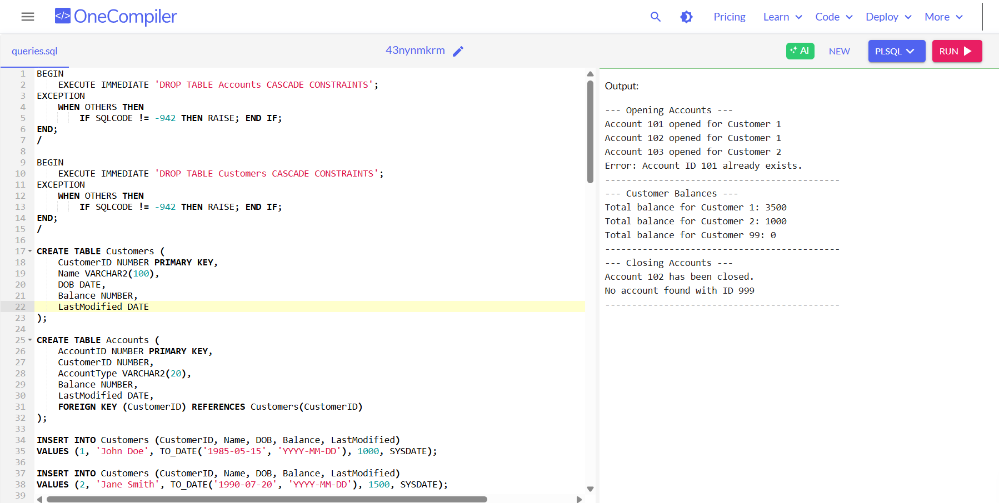 </> OneCompiler
Pricing Learn Code Deploy More
queries.sql
43nynmkrm
AI NEW PLSQL RUN
1 BEGIN
2     EXECUTE IMMEDIATE 'DROP TABLE Accounts CASCADE CONSTRAINTS';
3 EXCEPTION
4     WHEN OTHERS THEN
5         IF SQLCODE != -942 THEN RAISE; END IF;
6 END;
7 /
8
9 BEGIN
10     EXECUTE IMMEDIATE 'DROP TABLE Customers CASCADE CONSTRAINTS';
11 EXCEPTION
12     WHEN OTHERS THEN
13         IF SQLCODE != -942 THEN RAISE; END IF;
14 END;
15 /
16
17 CREATE TABLE Customers (
18     CustomerID NUMBER PRIMARY KEY,
19     Name VARCHAR2(100),
20     DOB DATE,
21     Balance NUMBER,
22     LastModified DATE
23 );
24
25 CREATE TABLE Accounts (
26     AccountID NUMBER PRIMARY KEY,
27     CustomerID NUMBER,
28     AccountType VARCHAR2(20),
29     Balance NUMBER,
30     LastModified DATE,
31     FOREIGN KEY (CustomerID) REFERENCES Customers(CustomerID)
32 );
33
34 INSERT INTO Customers (CustomerID, Name, DOB, Balance, LastModified)
35 VALUES (1, 'John Doe', TO_DATE('1985-05-15', 'YYYY-MM-DD'), 1000, SYSDATE);
36
37 INSERT INTO Customers (CustomerID, Name, DOB, Balance, LastModified)
38 VALUES (2, 'Jane Smith', TO_DATE('1990-07-20', 'YYYY-MM-DD'), 1500, SYSDATE);
39
Output:
--- Opening Accounts ---
Account 101 opened for Customer 1
Account 102 opened for Customer 1
Account 103 opened for Customer 2
Error: Account ID 101 already exists.
--------------------------------------------
--- Customer Balances ---
Total balance for Customer 1: 3500
Total balance for Customer 2: 1000
Total balance for Customer 99: 0
--------------------------------------------
--- Closing Accounts ---
Account 102 has been closed.
No account found with ID 999
--------------------------------------------